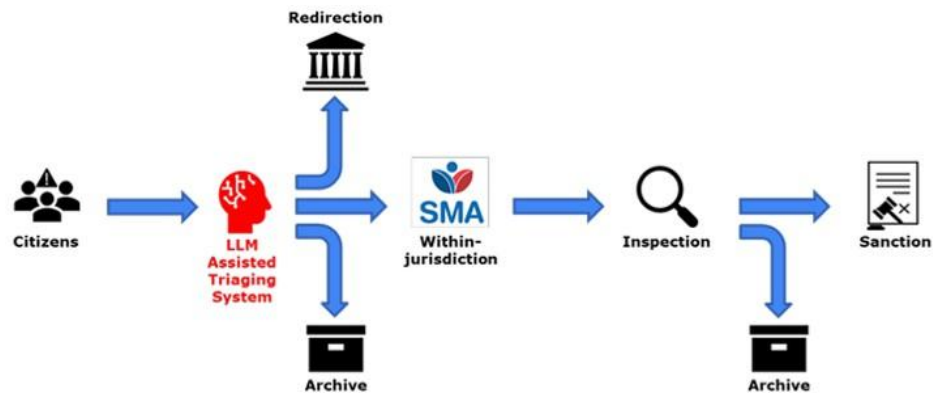 Redirection
Citizens
LLM
Assisted
Triaging
System
SMA
Within-
jurisdiction
Inspection
Sanction
Archive
Archive